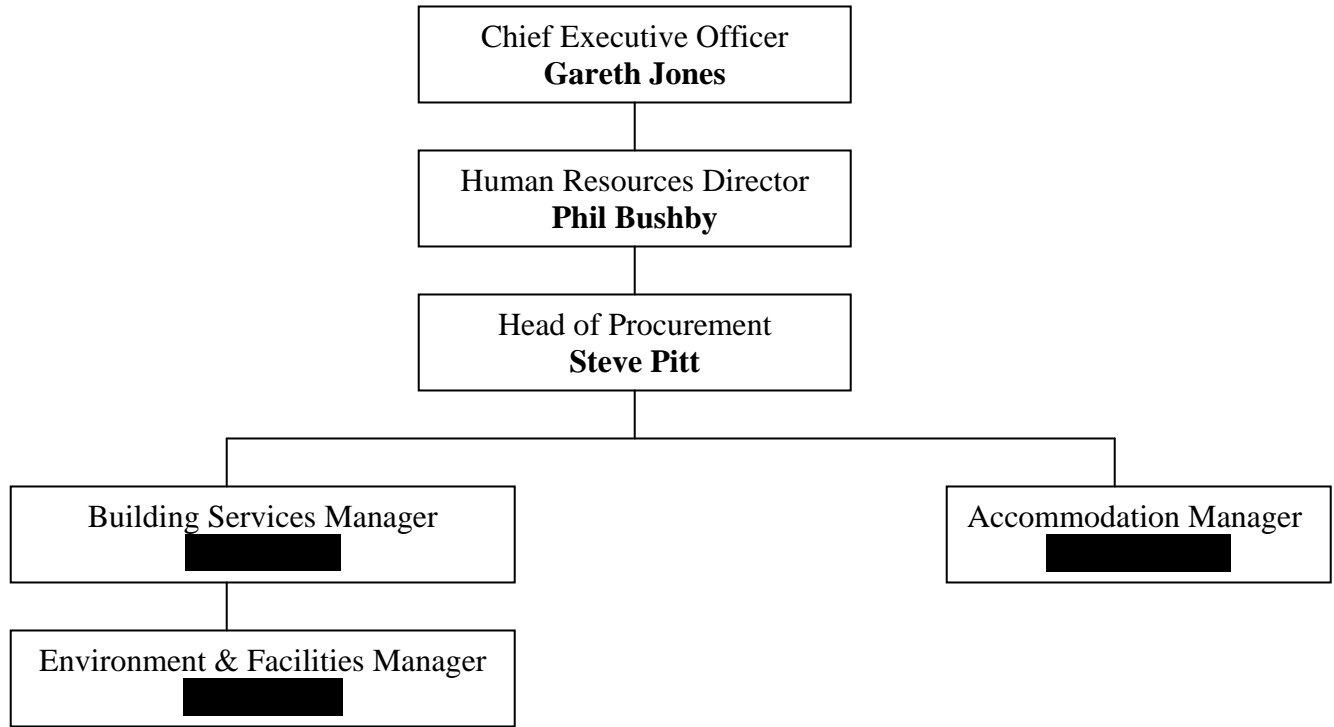 Chief Executive Officer
Gareth Jones
Human Resources Director
Phil Bushby
Head of Procurement
Steve Pitt
Building Services Manager
Accommodation Manager
Environment & Facilities Manager